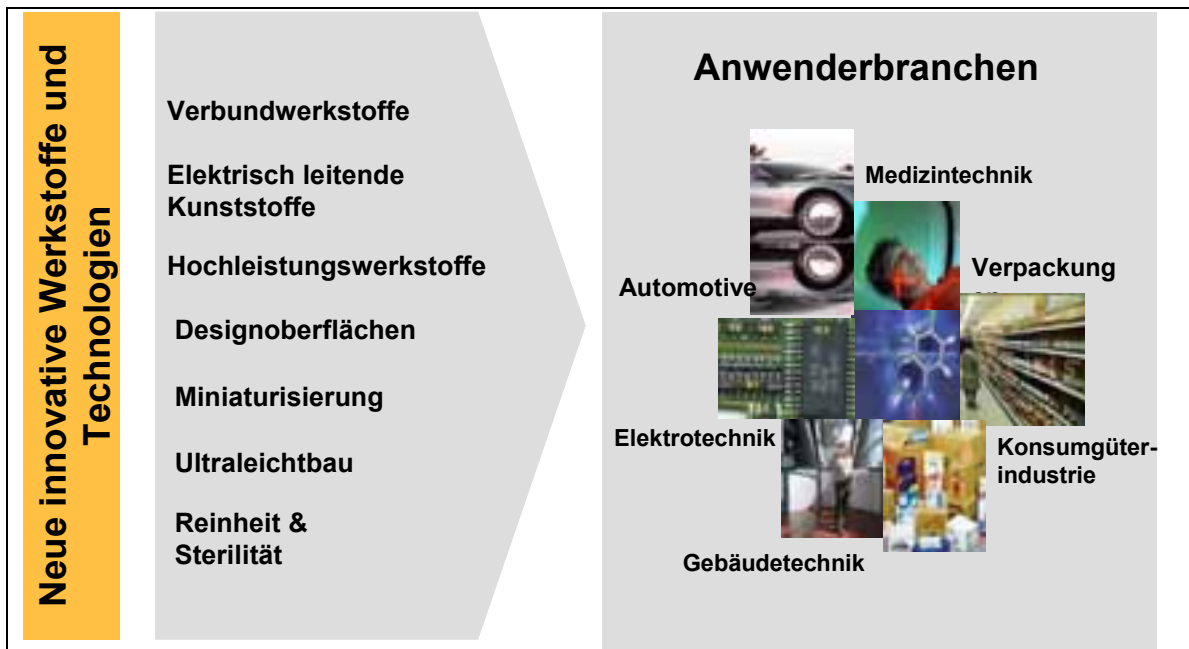 Neue innovative Werkstoffe und
Technologien
Verbundwerkstoffe
Elektrisch leitende
Kunststoffe
Hochleistungswerkstoffe
Designoberflächen
Miniaturisierung
Ultraleichtbau
Reinheit &
Sterilität
Anwenderbranchen
Medizintechnik
Verpackung
Automotive
Elektrotechnik
Konsumgüter-
industrie
Gebäudetechnik